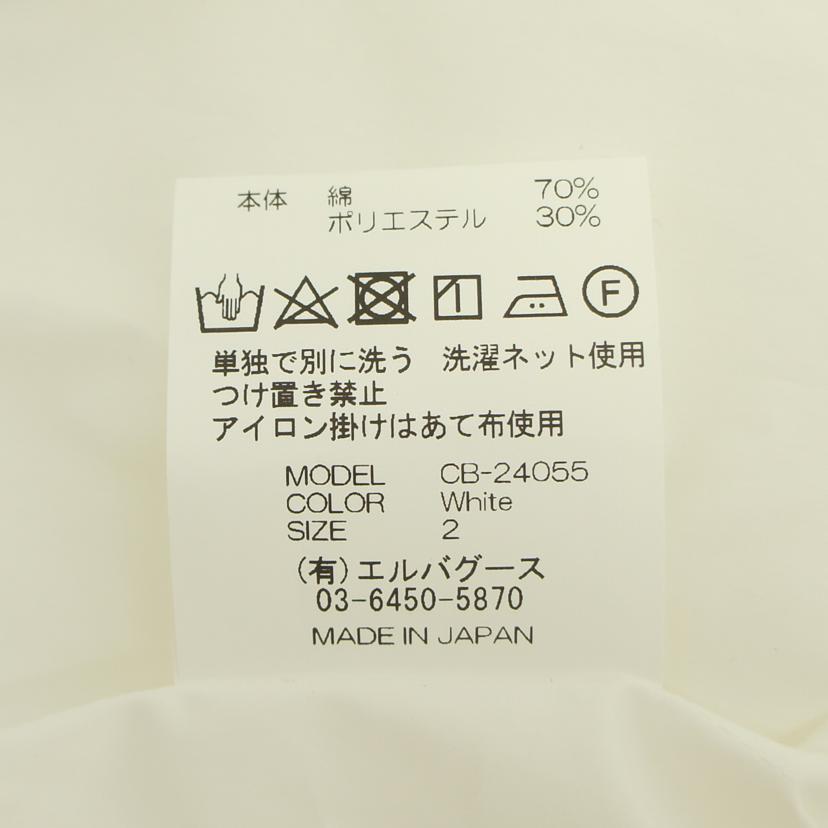 本体 綿 70%
ポリエステル 30%
F
単独で別に洗う 洗濯ネット使用
つけ置き禁止
アイロン掛けはあて布使用
MODEL CB-24055
COLOR White
SIZE 2
(有)エルバグース
03-6450-5870
MADE IN JAPAN